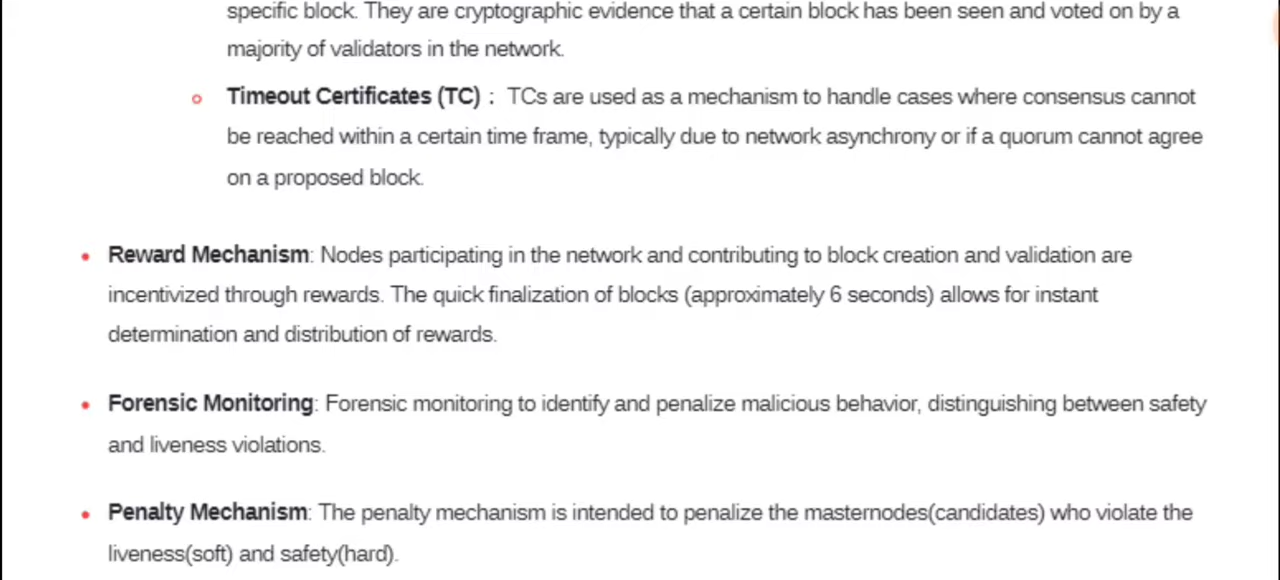 specific block. They are cryptographic evidence that a certain block has been seen and voted on by a
majority of validators in the network.
Timeout Certificates (TC) : TCs are used as a mechanism to handle cases where consensus cannot
be reached within a certain time frame, typically due to network asynchrony or if a quorum cannot agree
on a proposed block.
Reward Mechanism: Nodes participating in the network and contributing to block creation and validation are
incentivized through rewards. The quick finalization of blocks (approximately 6 seconds) allows for instant
determination and distribution of rewards.
Forensic Monitoring: Forensic monitoring to identify and penalize malicious behavior, distinguishing between safety
and liveness violations.
Penalty Mechanism: The penalty mechanism is intended to penalize the masternodes(candidates) who violate the
liveness(soft) and safety(hard).